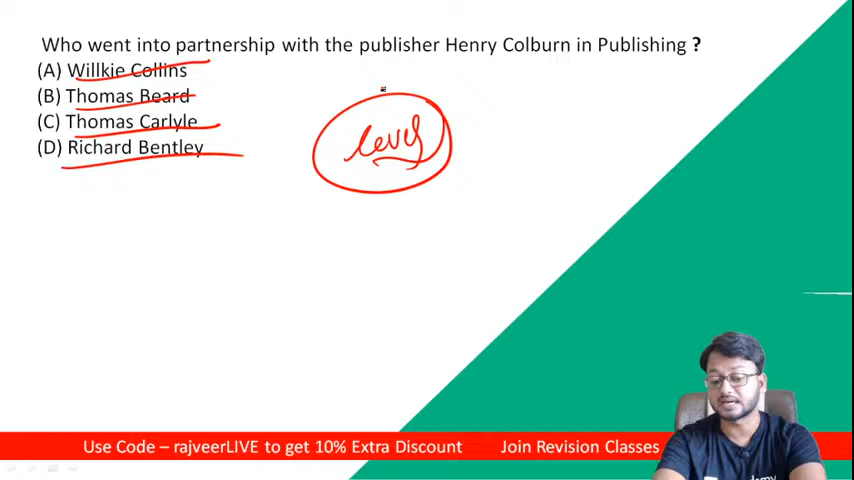 Who went into partnership with the publisher Henry Colburn in Publishing ?
(A) Willkie Collins
(B) Thomas Beard
(C) Thomas Carlyle
(D) Richard Bentley
level
Use Code – rajveerLIVE to get 10% Extra Discount Join Revision Classes